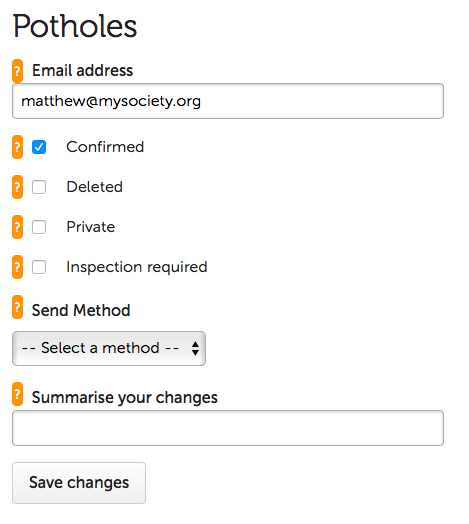 Potholes
? Email address
matthew@mysociety.org
? Confirmed
? Deleted
? Private
? Inspection required
? Send Method
-- Select a method --
? Summarise your changes
Save changes